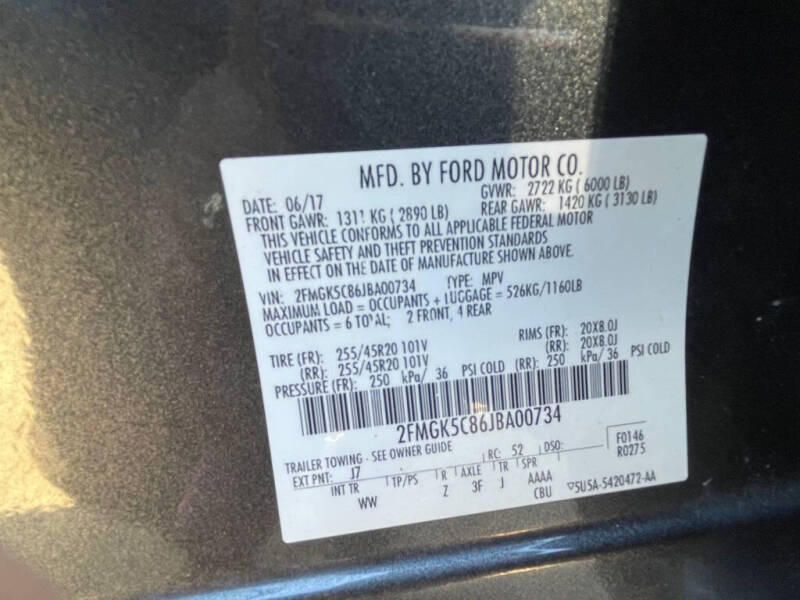 MFD. BY FORD MOTOR CO.
DATE: 06/17 GVWR: 2722 KG ( 6000 LB)
FRONT GAWR: 1311 KG ( 2890 LB) REAR GAWR: 1420 KG ( 3130 LB)
THIS VEHICLE CONFORMS TO ALL APPLICABLE FEDERAL MOTOR
VEHICLE SAFETY AND THEFT PREVENTION STANDARDS
IN EFFECT ON THE DATE OF MANUFACTURE SHOWN ABOVE.
VIN: 2FMGK5C86JBA00734 TYPE: MPV
MAXIMUM LOAD = OCCUPANTS + LUGGAGE = 526KG/1160LB
OCCUPANTS = 6 TOTAL; 2 FRONT, 4 REAR
TIRE (FR): 255/45R20 101V RIMS (FR): 20X8.0J
(RR): 255/45R20 101V (RR): 20X8.0J
PRESSURE (FR): 250 kPa/ 36 PSI COLD (RR): 250 kPa/ 36 PSI COLD
2FMGK5C86JBA00734
TRAILER TOWING - SEE OWNER GUIDE
F0146
EXT PNT: J7 RC: 52 DSO: R0275
INT TR TP/PS R AXLE TR SPR
WW Z 3F J AAAA
CBU ▽5U5A-5420472-AA